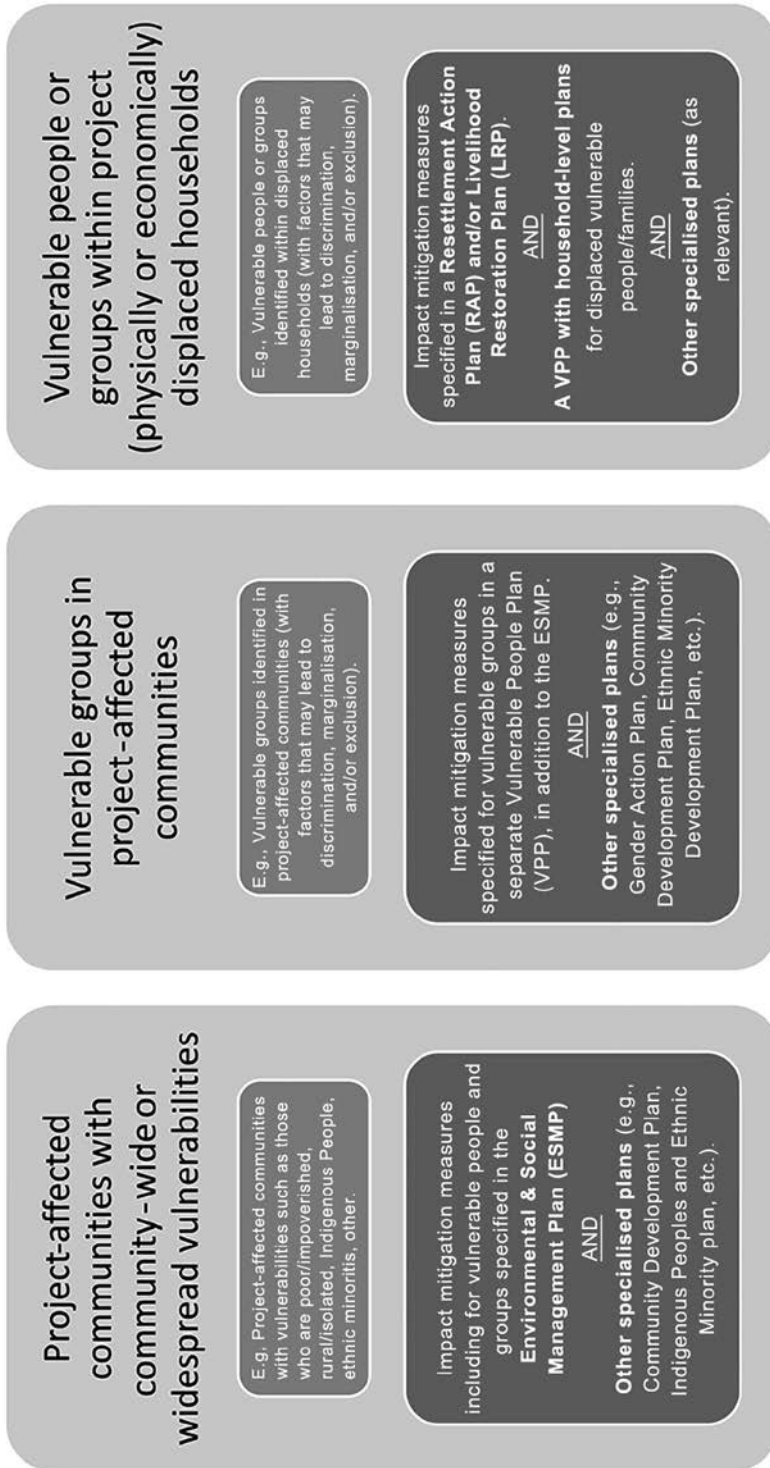 Project-affected
communities with
community-wide or
widespread vulnerabilities
E.g, Project-affected communities
with vulnerabilities such as those
who are poor/impoverished,
rural/isolated, Indigenous People,
ethnic minoritis, other.
Impact mitigation measures
including for vulnerable people and
groups specified in the
Environmental & Social
Management Plan (ESMP)
AND
Other specialised plans (e.g.,
Community Development Plan,
Indigenous Peoples and Ethnic
Minority plan, etc.).
Vulnerable groups in
project-affected
communities
E.g., Vulnerable groups identified in
project-affected communities (with
factors that may lead to
discrimination, marginalisation,
and/or exclusion).
Impact mitigation measures
specified for vulnerable groups in a
separate Vulnerable People Plan
(VPP), in addition to the ESMP.
AND
Other specialised plans (e.g.,
Gender Action Plan, Community
Development Plan, Ethnic Minority
Development Plan, etc.).
Vulnerable people or
groups within project
(physically or economically)
displaced households
E.g., Vulnerable people or groups
identified within displaced
households (with factors that may
lead to discrimination,
marginalisation, and/or exclusion).
Impact mitigation measures
specified in a Resettlement Action
Plan (RAP) and/or Livelihood
Restoration Plan (LRP).
AND
A VPP with household-level plans
for displaced vulnerable
people/families.
AND
Other specialised plans (as
relevant).